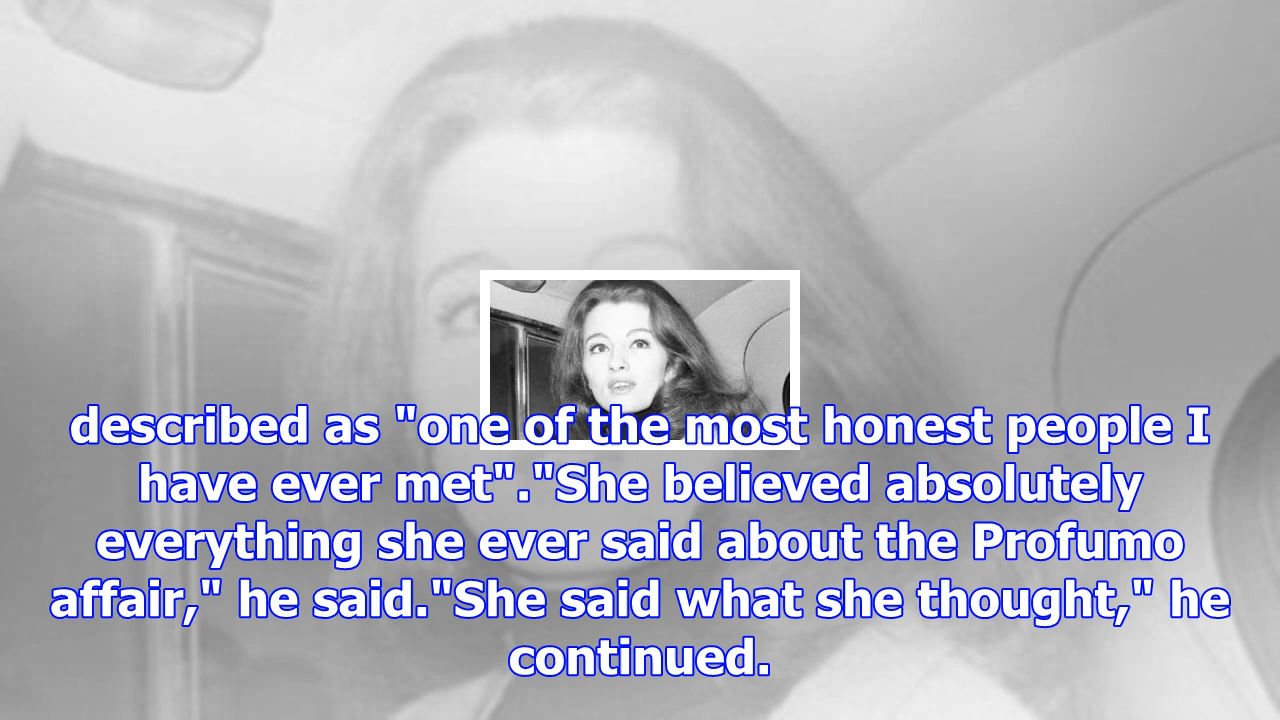 described as "one of the most honest people I
have ever met"."She believed absolutely
everything she ever said about the Profumo
affair," he said."She said what she thought," he
continued.